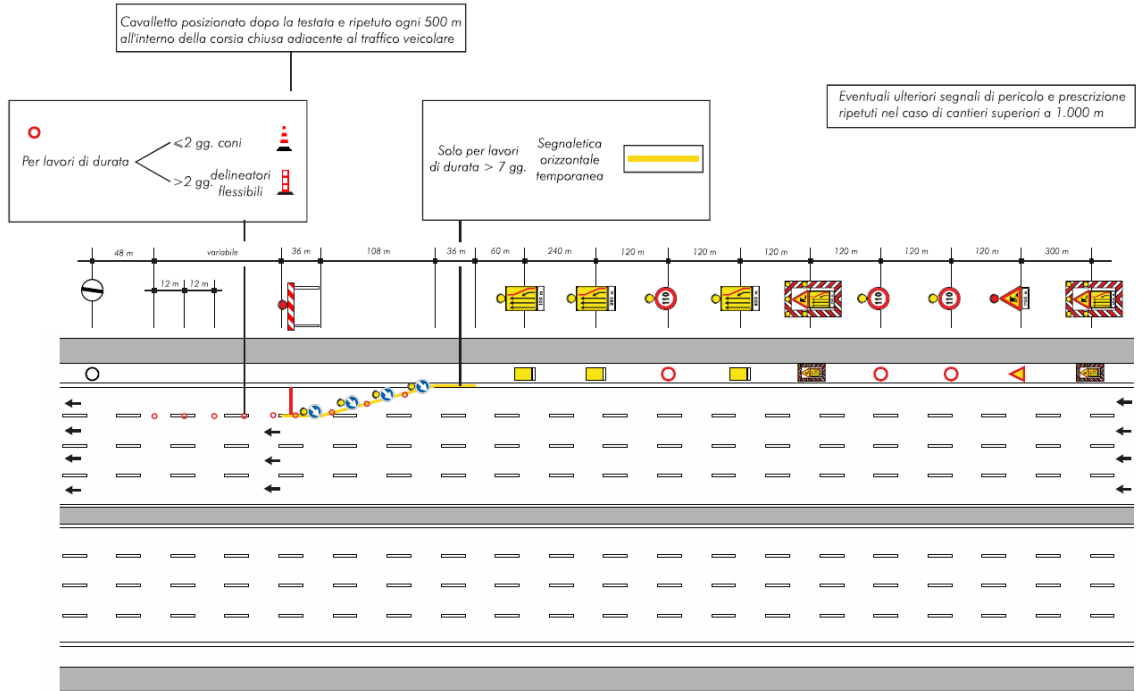 Cavalletto posizionato dopo la testata e ripetuto ogni 500 m
all'interno della corsia chiusa adiacente al traffico veicolare
Eventuali ulteriori segnali di pericolo e prescrizione
ripetuti nel caso di cantieri superiori a 1.000 m
Per lavori di durata
⩽2 gg. coni
>2 gg. delineatori
flessibili
Solo per lavori
di durata > 7 gg.
Segnaletica
orizzontale
temporanea
48 m variabile 36 m 108 m 36 m 60 m 240 m 120 m 120 m 120 m 120 m 120 m 120 m 300 m
12 m 12 m
110 110 110